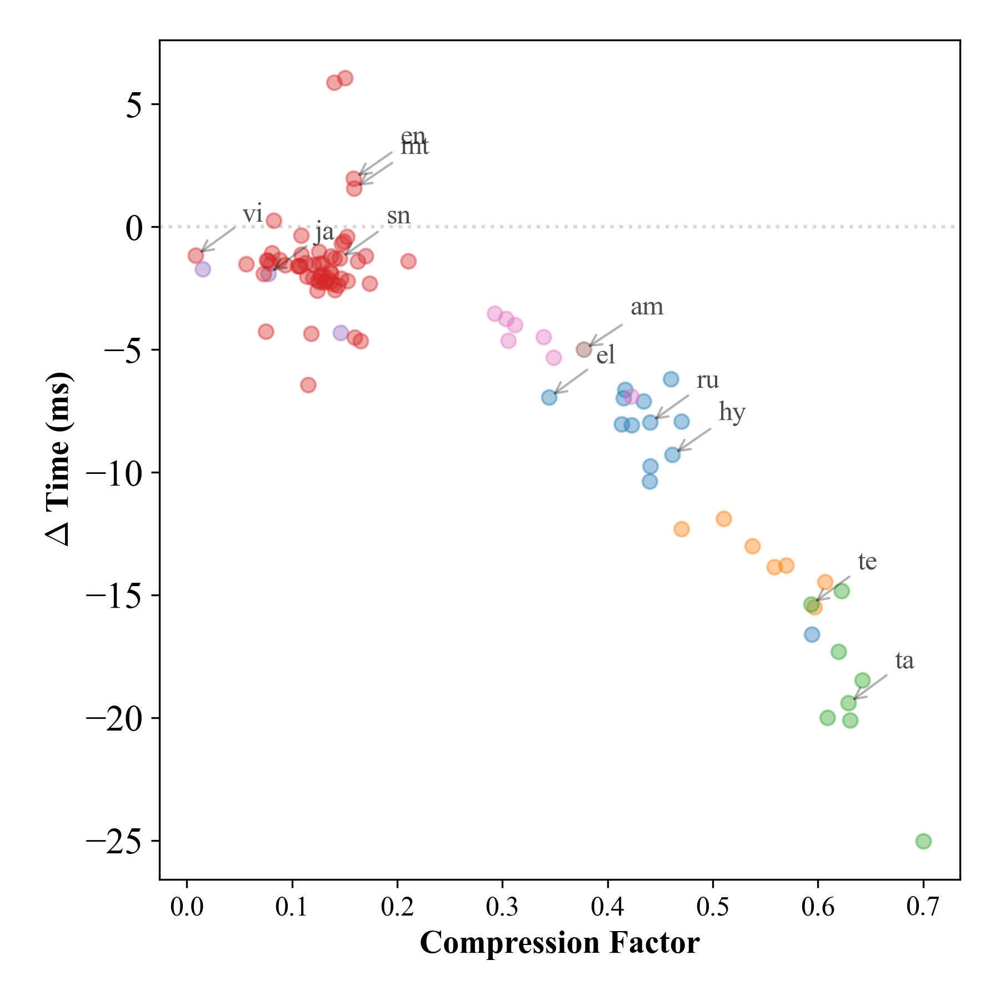 5
0
−5
−10
−15
−20
−25
Δ Time (ms)
en
mt
vi
ja
sn
am
el
ru
hy
te
ta
0.0 0.1 0.2 0.3 0.4 0.5 0.6 0.7
Compression Factor